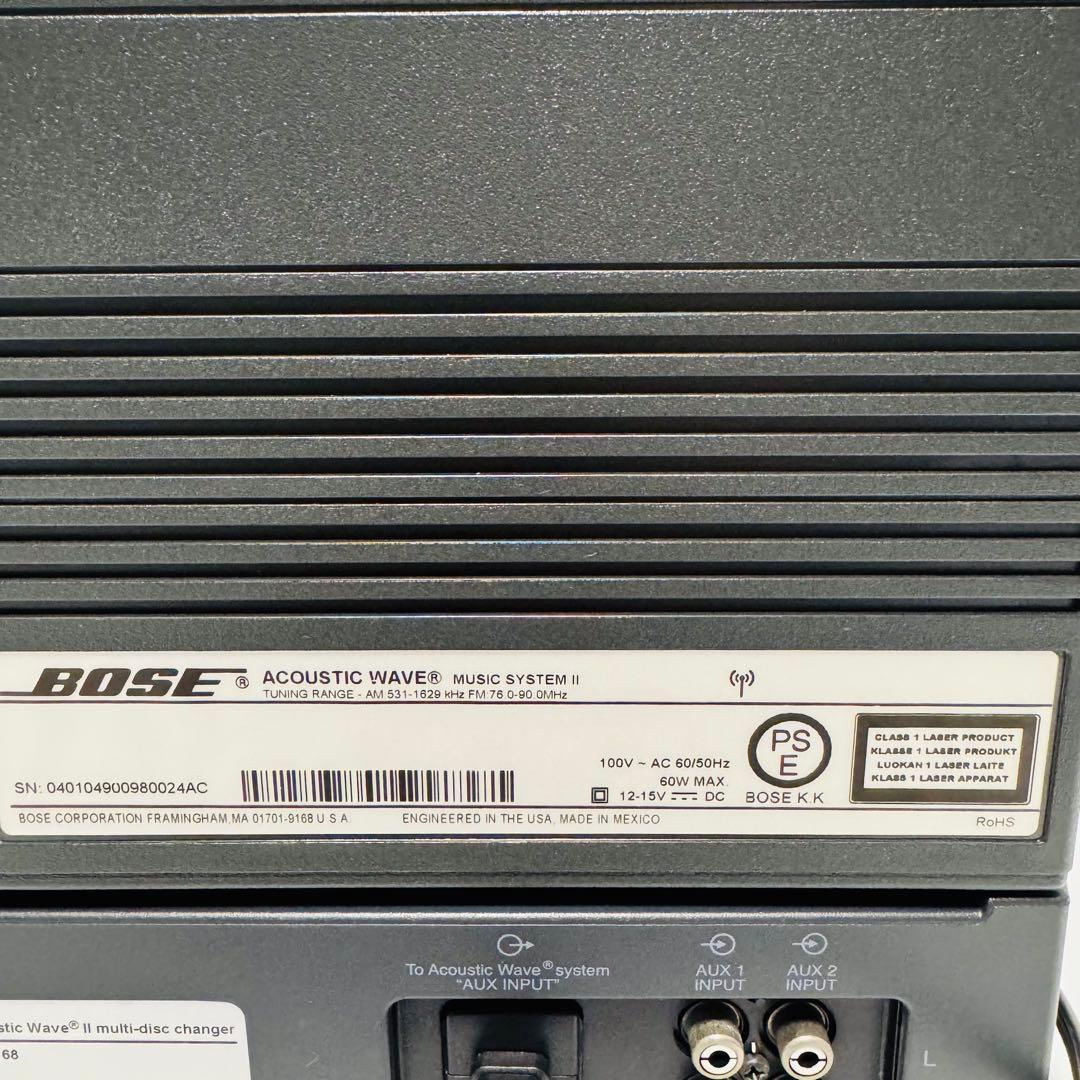 BOSE® ACOUSTIC WAVE® MUSIC SYSTEM II
TUNING RANGE - AM 531-1629 kHz FM:76.0-90.0MHz
PS
E
BOSE K.K
CLASS 1 LASER PRODUCT
KLASSE 1 LASER PRODUKT
LUOKAN 1 LASER LAITE
KLASS 1 LASER APPARAT
100V ~ AC 60/50Hz
60W MAX.
12-15V DC
SN: 040104900980024AC
BOSE CORPORATION FRAMINGHAM,MA 01701-9168 U S A
ENGINEERED IN THE USA, MADE IN MEXICO
RoHS
To Acoustic Wave® system
"AUX INPUT"
AUX 1
INPUT
AUX 2
INPUT
stic Wave® II multi-disc changer
68
L